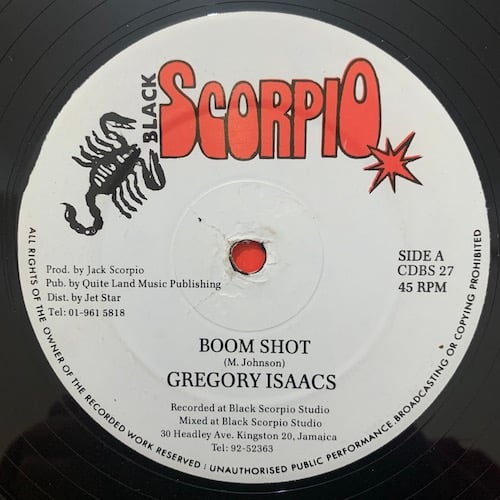 BLACK
SCORPIO
Prod. by Jack Scorpio
Pub. by Quite Land Music Publishing
Dist. by Jet Star
Tel: 01-961 5818
SIDE A
CDBS 27
45 RPM
BOOM SHOT
(M. Johnson)
GREGORY ISAACS
Recorded at Black Scorpio Studio
Mixed at Black Scorpio Studio
30 Headley Ave. Kingston 20, Jamaica
Tel: 92-52363
ALL RIGHTS OF THE OWNER OF THE RECORDED WORK RESERVED : UNAUTHORISED PUBLIC PERFORMANCE.BROADCASTING OR COPYING PROHIBITED